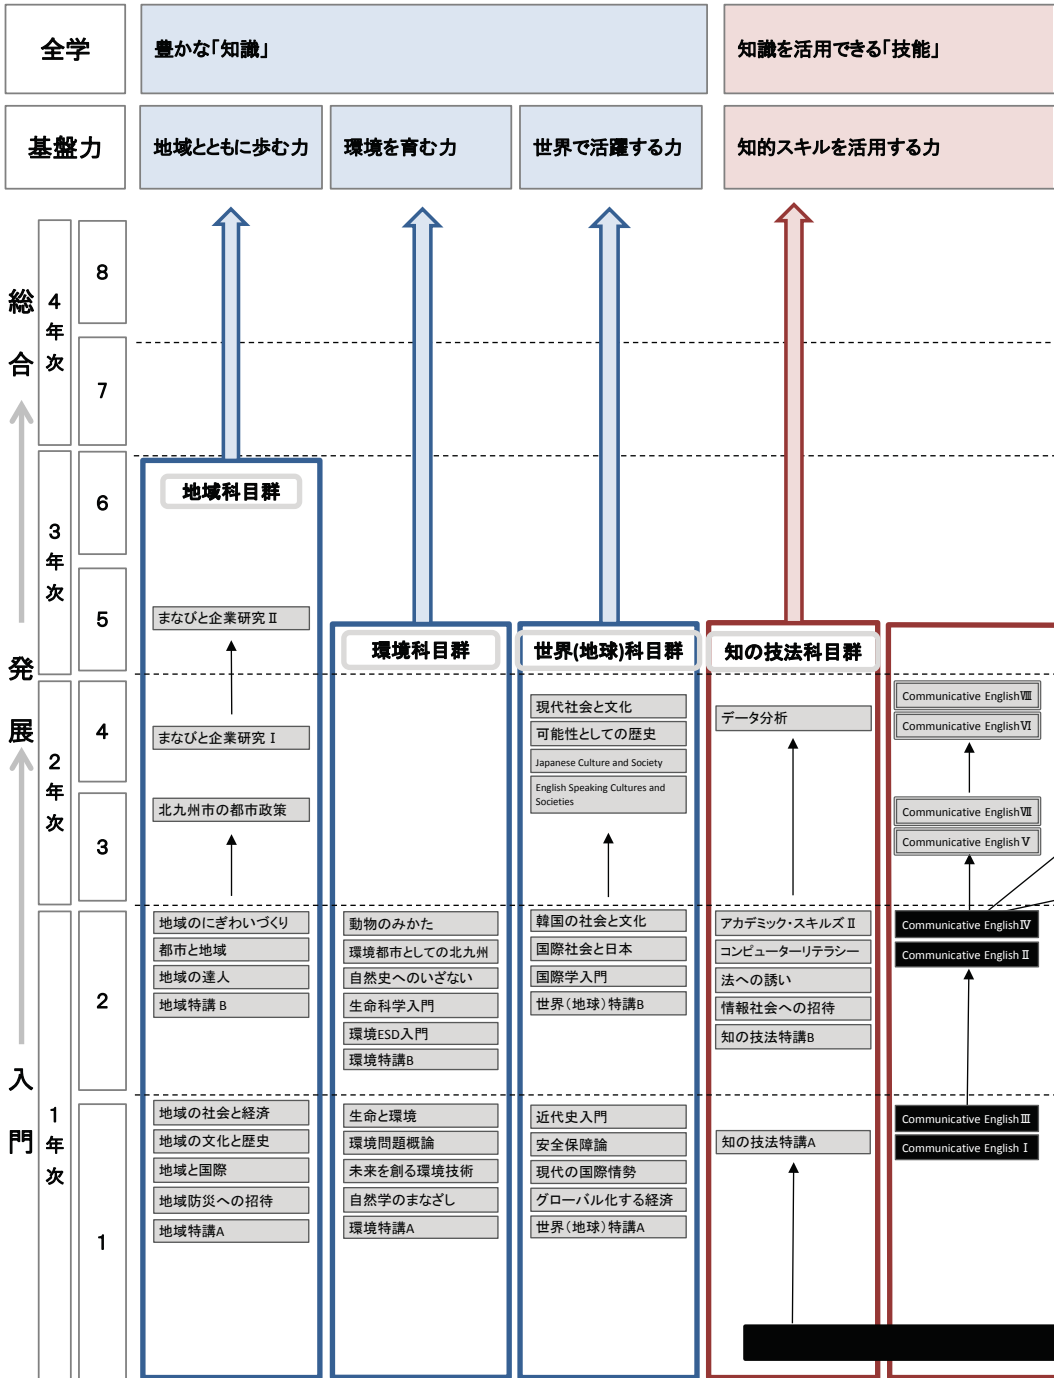 全学
豊かな「知識」
知識を活用できる「技能」
基盤力
地域とともに歩む力
環境を育む力
世界で活躍する力
知的スキルを活用する力
総合
発展
入門
4年次
3年次
2年次
1年次
8
7
6
5
4
3
2
1
地域科目群
まなびと企業研究Ⅱ
まなびと企業研究Ⅰ
北九州市の都市政策
地域のにぎわいづくり
都市と地域
地域の達人
地域特講Ｂ
地域の社会と経済
地域の文化と歴史
地域と国際
地域防災への招待
地域特講A
環境科目群
動物のみかた
環境都市としての北九州
自然史へのいざない
生命科学入門
環境ESD入門
環境特講B
生命と環境
環境問題概論
未来を創る環境技術
自然学のまなざし
環境特講A
世界(地球)科目群
現代社会と文化
可能性としての歴史
Japanese Culture and Society
English Speaking Cultures and
Societies
韓国の社会と文化
国際社会と日本
国際学入門
世界（地球）特講B
近代史入門
安全保障論
現代の国際情勢
グローバル化する経済
世界（地球）特講A
知の技法科目群
データ分析
アカデミック・スキルズⅡ
コンピューターリテラシー
法への誘い
情報社会への招待
知の技法特講B
知の技法特講A
Communicative EnglishⅧ
Communicative EnglishⅥ
Communicative EnglishⅦ
Communicative EnglishⅤ
Communicative EnglishⅣ
Communicative EnglishⅡ
Communicative EnglishⅢ
Communicative EnglishⅠ